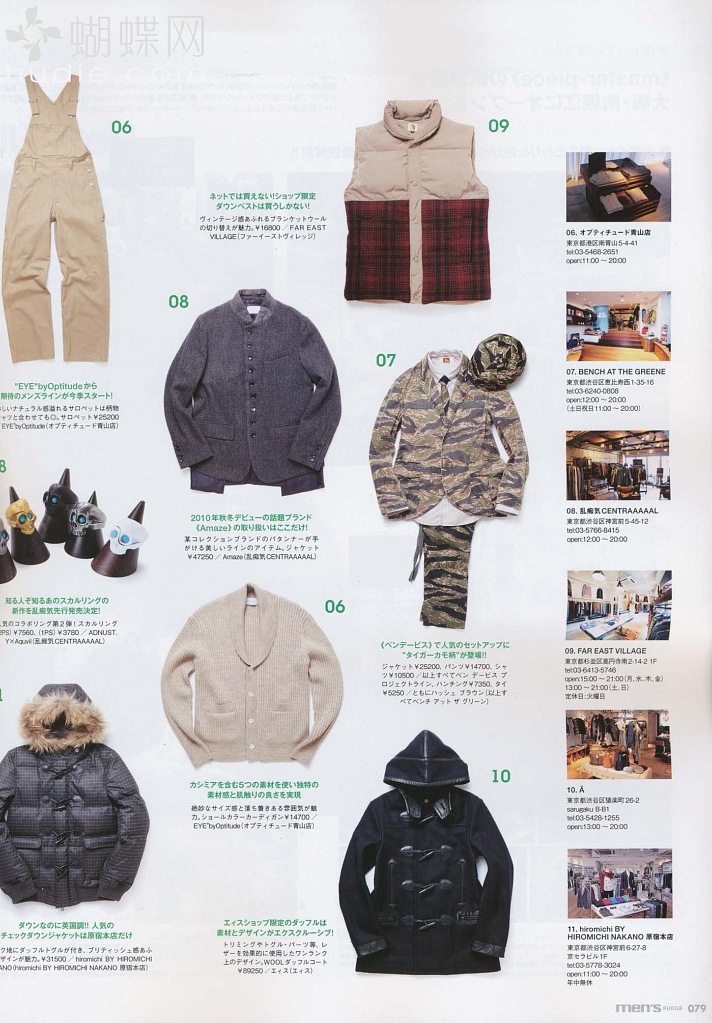 蝴蝶网
hudie.com
06
"EYE"byOptitudeから
期待のメンズラインが今季スタート!
しいナチュラル感溢れるサロペットは柄物
ャツと合わせても◎。サロペット¥25200
EYE"byOptitude(オプティチュード青山店)
09
ネットでは買えない!ショップ限定
ダウンベストは買うしかない!
ヴィンテージ感あふれるブランケットウール
の切り替えが魅力。¥16800 / FAR EAST
VILLAGE(ファーイーストヴィレッジ)
08
2010年秋冬デビューの話題ブランド
《Amaze》の取り扱いはここだけ!
某コレクションブランドのパタンナーが手
がける美しいラインのアイテム。ジャケット
¥47250 / Amaze(乱痴気CENTRAAAAAL)
07
《ベンデービス》で人気のセットアップに
"タイガーカモ柄"が登場!!
ジャケット¥25200、パンツ¥14700、シャ
ツ¥10500 / 以上すべてベン デービス プ
ロジェクトライン、ハンチング¥7350、タイ
¥5250 / ともにハッシュ ブラウン(以上す
べてベンチ アット ザ グリーン)
8
知る人ぞ知るあのスカルリングの
新作を乱痴気先行発売決定!
気のコラボリング第2弾!スカルリング
2PS)¥7560、(1PS)¥3780 / ADNUST.
Y×Aquvii(乱痴気CENTRAAAAAL)
06
カシミアを含む5つの素材を使い独特の
素材感と肌触りの良さを実現
絶妙なサイズ感と落ち着きある雰囲気が魅
力。ショールカラーカーディガン¥14700 /
EYE"byOptitude(オプティチュード青山店)
1
ダウンなのに英国調!! 人気の
チェックダウンジャケットは原宿本店だけ
ク地にダッフルトグルが付き、ブリティッシュ感あふ
ザインが魅力。¥31500 / hiromichi BY HIROMICHI
ANO(hiromichi BY HIROMICHI NAKANO 原宿本店)
10
エィスショップ限定のダッフルは
素材とデザインがエクスクルーシブ!
トリミングやトグル・パーツ等、レ
ザーを効果的に使用したワンランク
上のデザイン。WOOLダッフルコート
¥89250 / エィス(エィス)
06. オプティチュード青山店
東京都港区南青山5-4-41
tel:03-5468-2651
open:11:00 ～ 20:00
07. BENCH AT THE GREENE
東京都渋谷区恵比寿西1-35-16
tel:03-6240-0808
open:12:00 ～ 20:00
(土日祝日11:00 ～ 20:00)
08. 乱痴気CENTRAAAAAL
東京都渋谷区神宮前5-45-12
tel:03-5766-8415
open:12:00 ～ 20:00
09. FAR EAST VILLAGE
東京都杉並区高円寺南2-14-2 1F
tel:03-6413-5746
open:15:00 ～ 21:00(月、水、木、金)
13:00 ～ 21:00(土、日)
定休日:火曜日
10. Å
東京都渋谷区猿楽町26-2
sarugaku B-B1
tel:03-5428-1255
open:13:00 ～ 20:00
11. hiromichi BY
HIROMICHI NAKANO 原宿本店
東京都渋谷区神宮前6-27-8
京セラビル1F
tel:03-5778-3024
open:11:00 ～ 20:00
年中無休
men's FUDGE 079